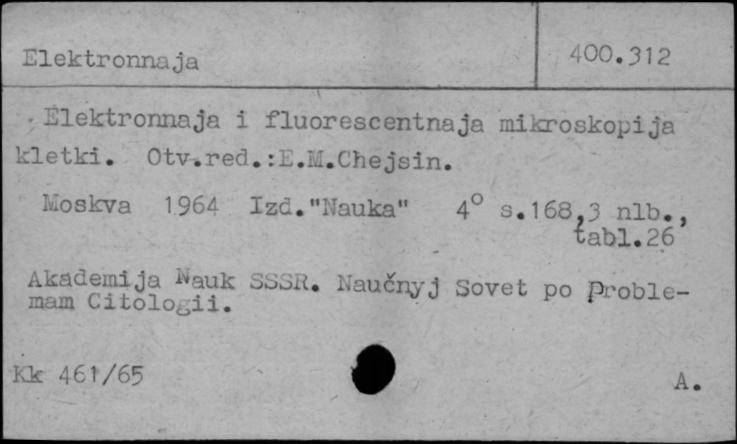 Elektronnaja 400.312
Elektronnaja i fluorescentnaja mikroskopija
kletki. Otv.red.:E.M.Chejsin.
Moskva 1964 Izd."Nauka" 4° s.168,3 nlb.,
tabl.26
Akademija Nauk SSSR. Naučnyj Sovet po Proble-
mam Citologii.
Kk 461/65 A.